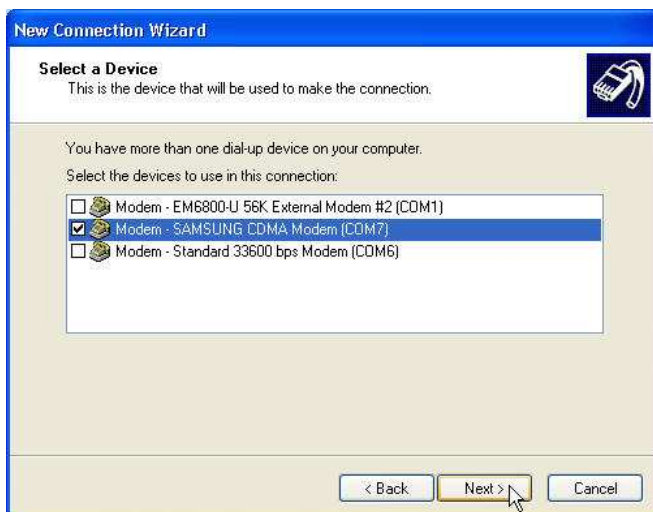 New Connection Wizard
Select a Device
This is the device that will be used to make the connection.
You have more than one dial-up device on your computer.
Select the devices to use in this connection:
Modem - EM6800-U 56K External Modem #2 (COM1)
Modem - SAMSUNG CDMA Modem (COM7)
Modem - Standard 33600 bps Modem (COM6)
< Back Next > Cancel